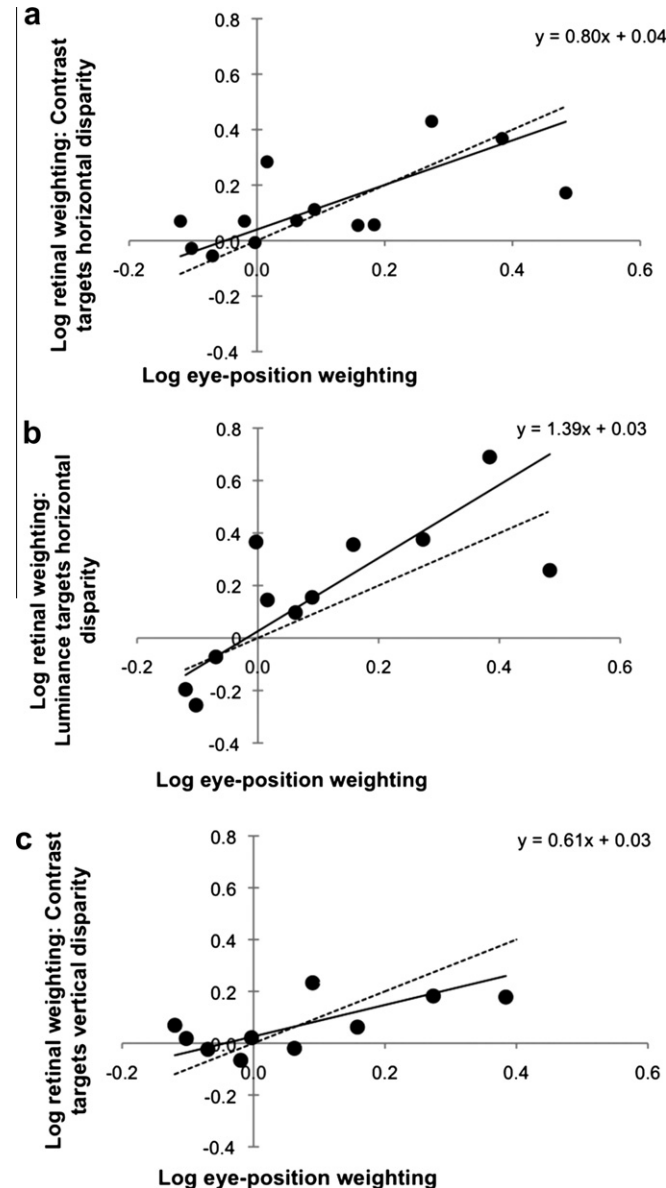 a
Log retinal weighting: Contrast
targets horizontal disparity
y = 0.80x + 0.04
0.8
0.6
0.4
0.2
0.0
-0.2
-0.4
-0.2
0.0
0.2
0.4
0.6
Log eye-position weighting
b
Log retinal weighting:
Luminance targets horizontal
disparity
y = 1.39x + 0.03
0.8
0.6
0.4
0.2
0
-0.2
-0.4
-0.2
0.0
0.2
0.4
0.6
Log eye-position weighting
c
Log retinal weighting: Contrast
targets vertical disparity
y = 0.61x + 0.03
0.8
0.6
0.4
0.2
0.0
-0.2
-0.4
-0.2
0.0
0.2
0.4
0.6
Log eye-position weighting